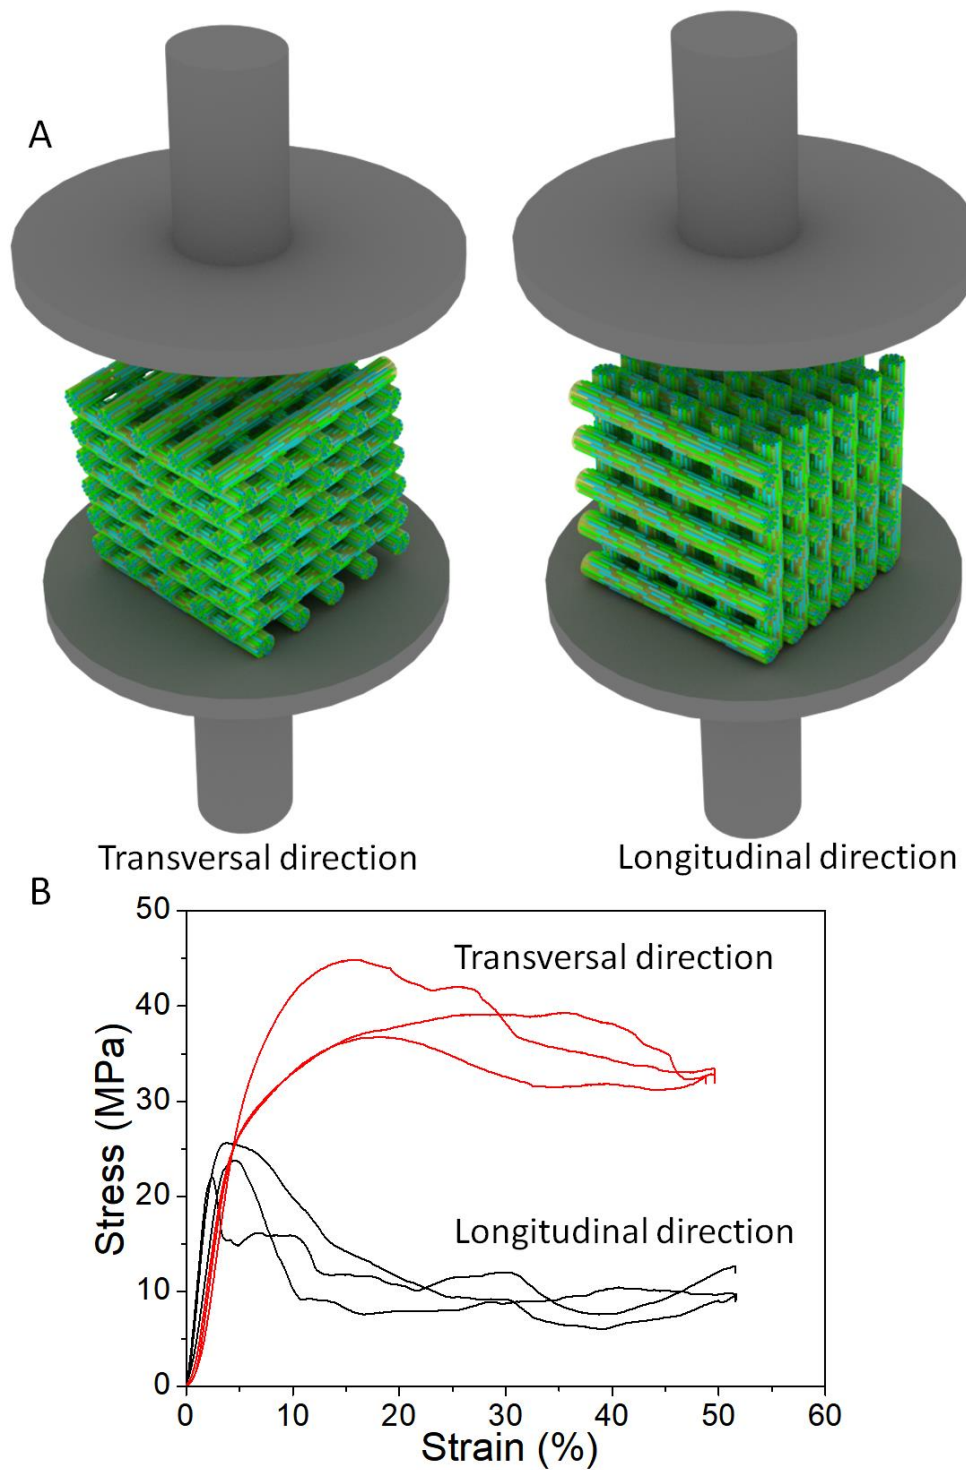 A
Transversal direction
Longitudinal direction
B
50
Transversal direction
40
30
Stress (MPa)
20
Longitudinal direction
10
0
0 10 20 30 40 50 60
Strain (%)